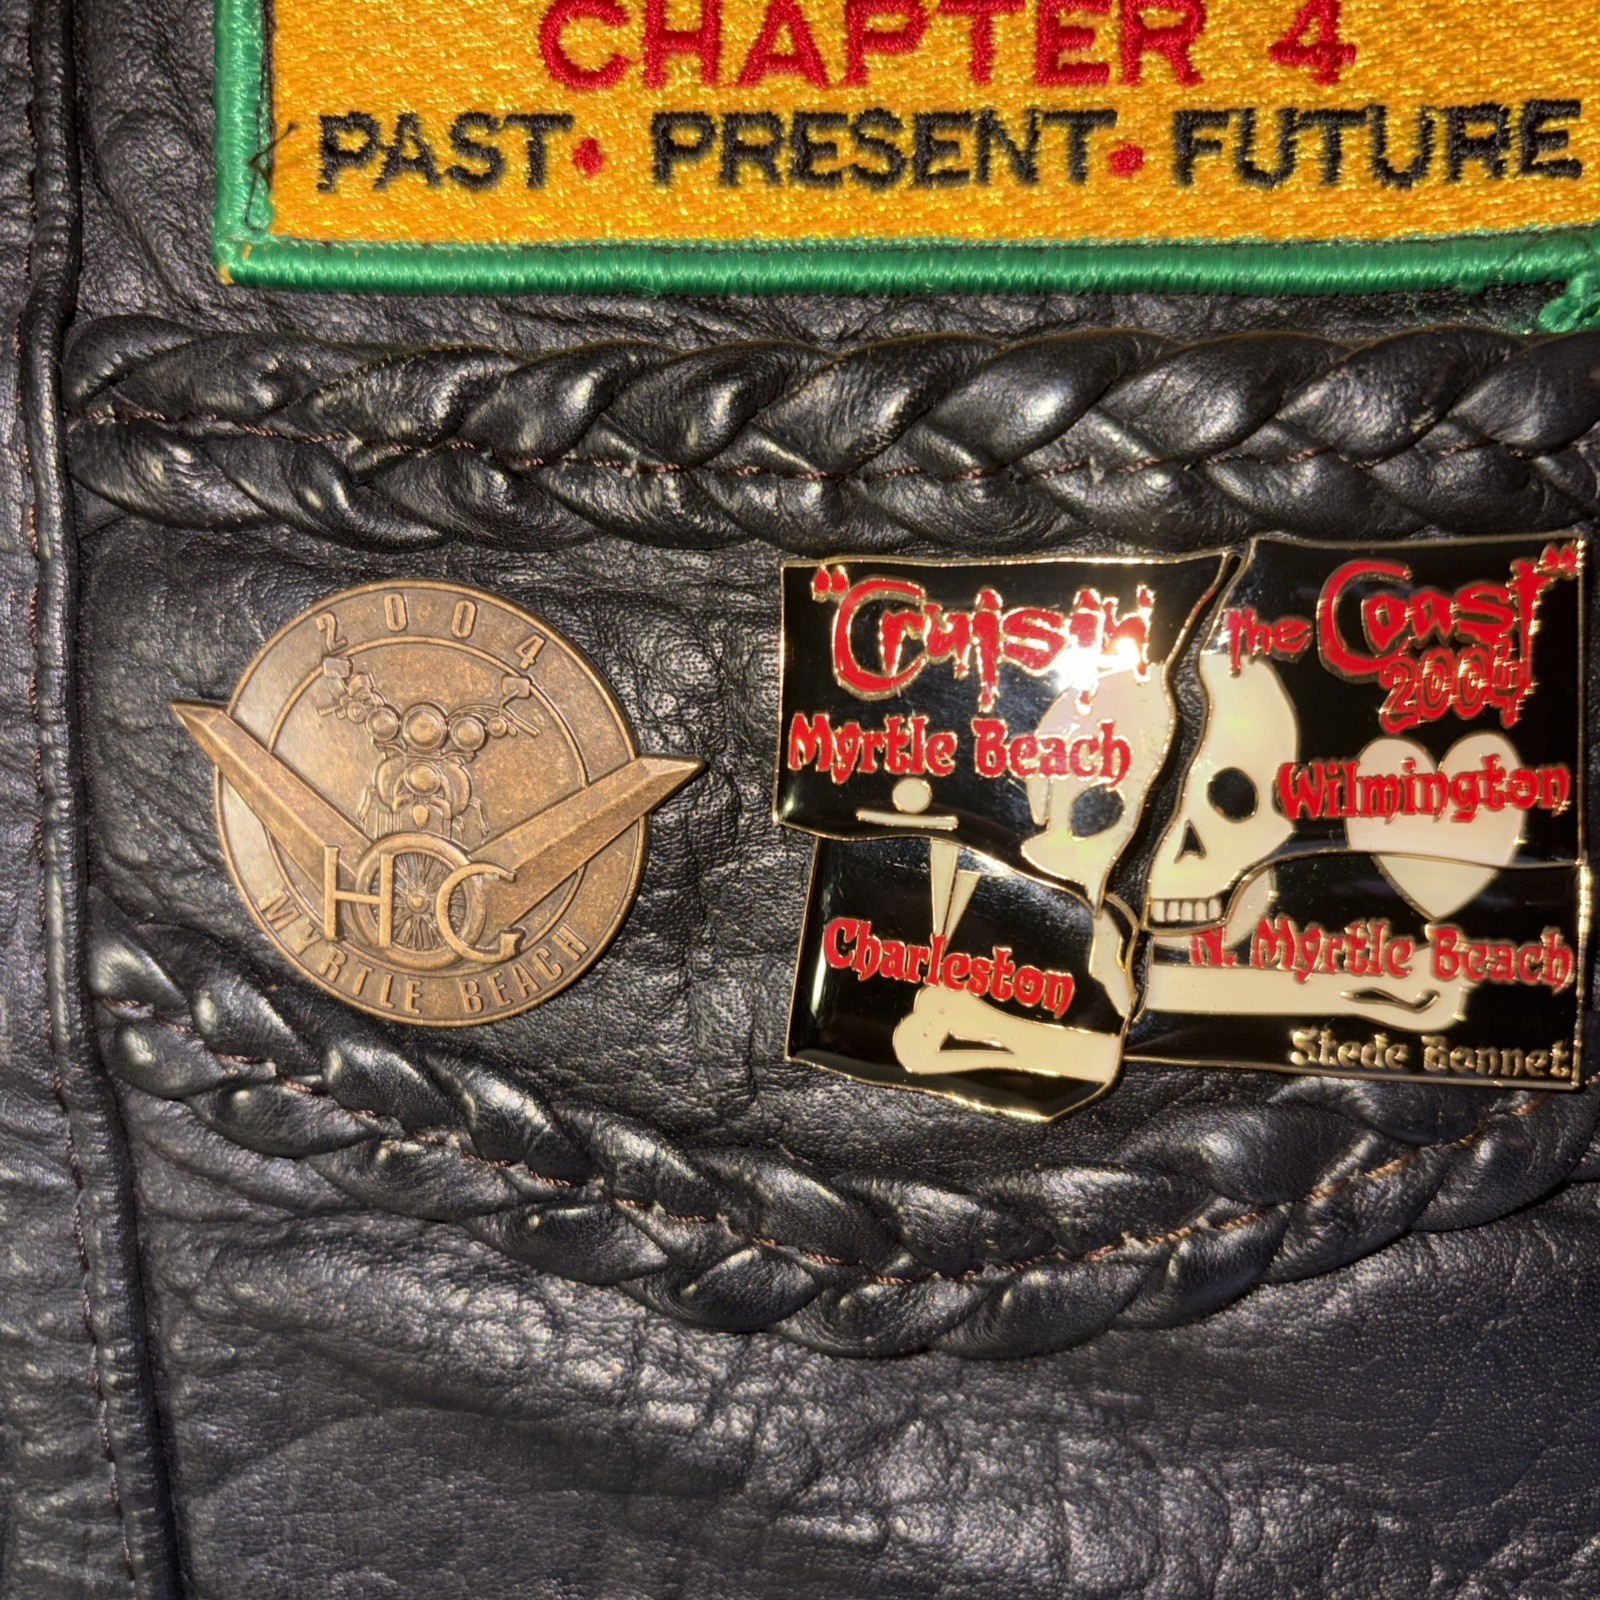 CHAPTER 4
PAST • PRESENT • FUTURE
2004
HOG
MYRTLE BEACH
"Cruisin'
the Coast"
2004
Myrtle Beach
Wilmington
Charleston
N. Myrtle Beach
Stede Bonnet